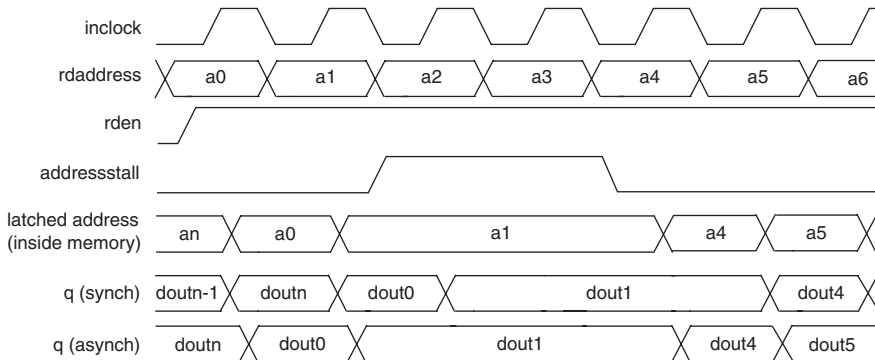 inclock
rdaddress a0 a1 a2 a3 a4 a5 a6
rden
addressstall
latched address
(inside memory) an a0 a1 a4 a5
q (synch) doutn-1 doutn dout0 dout1 dout4
q (asynch) doutn dout0 dout1 dout4 dout5